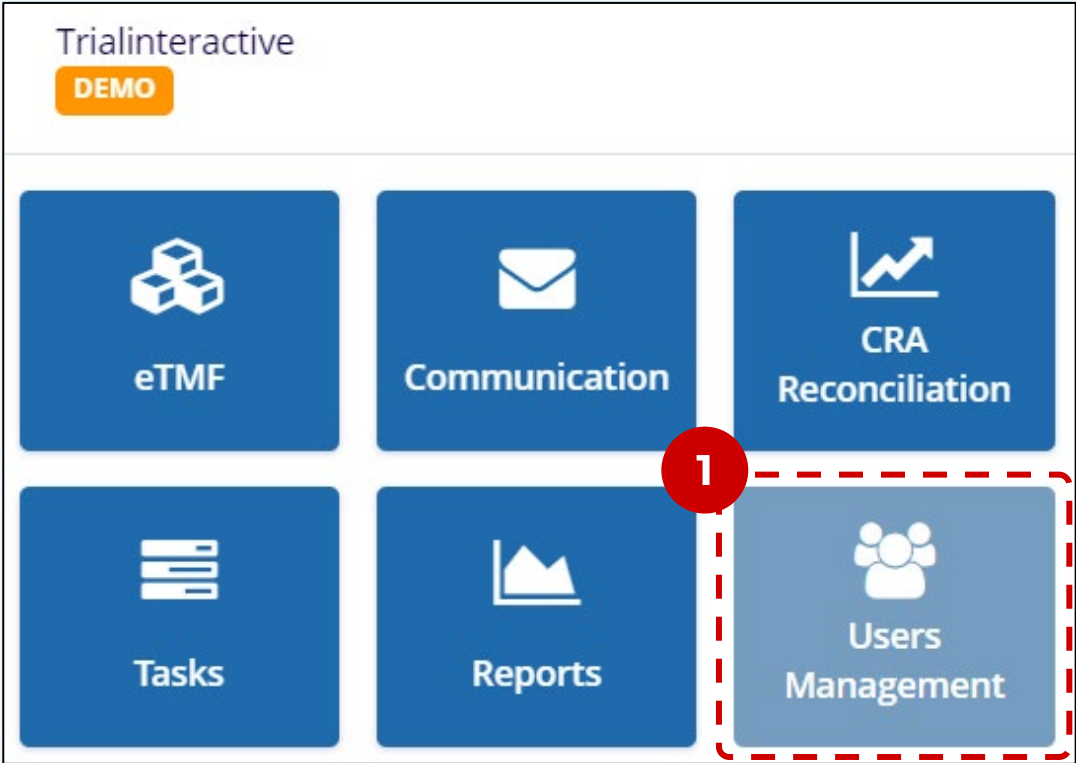 Trialinteractive
DEMO
eTMF
Communication
CRA
Reconciliation
1
Tasks
Reports
Users
Management